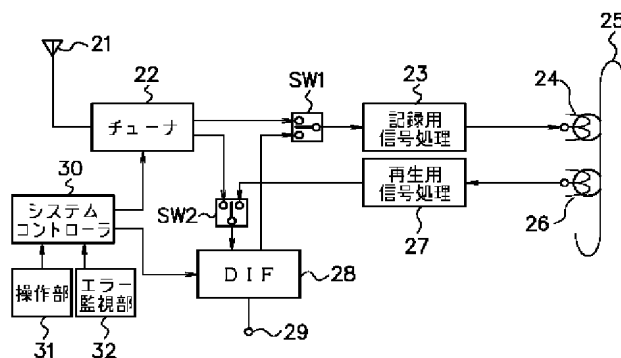 21
22
チューナ
SW1
23
記録用
信号処理
24
25
30
システム
コントローラ
SW2
再生用
信号処理
27
26
操作部
31
エラー
監視部
32
DIF
28
29